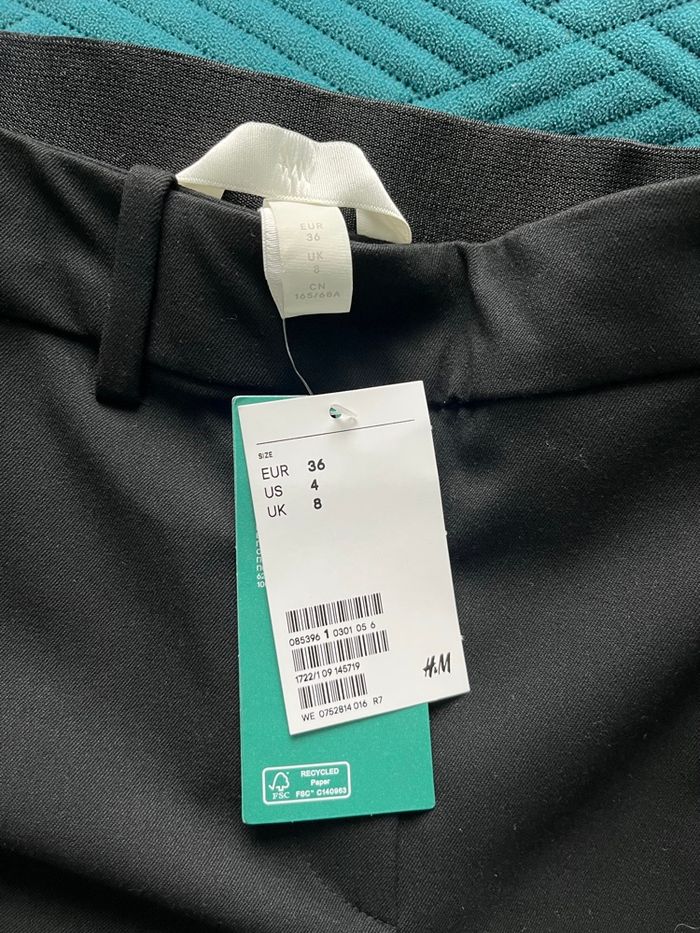 EUR
36
UK
8
CN
165/68A
SIZE
EUR 36
US 4
UK 8
085396 1 0301 05 6
1722/1 09 145719
H&M
WE 0752814 016 R7
RECYCLED
Paper
FSC™ C140963
FSC